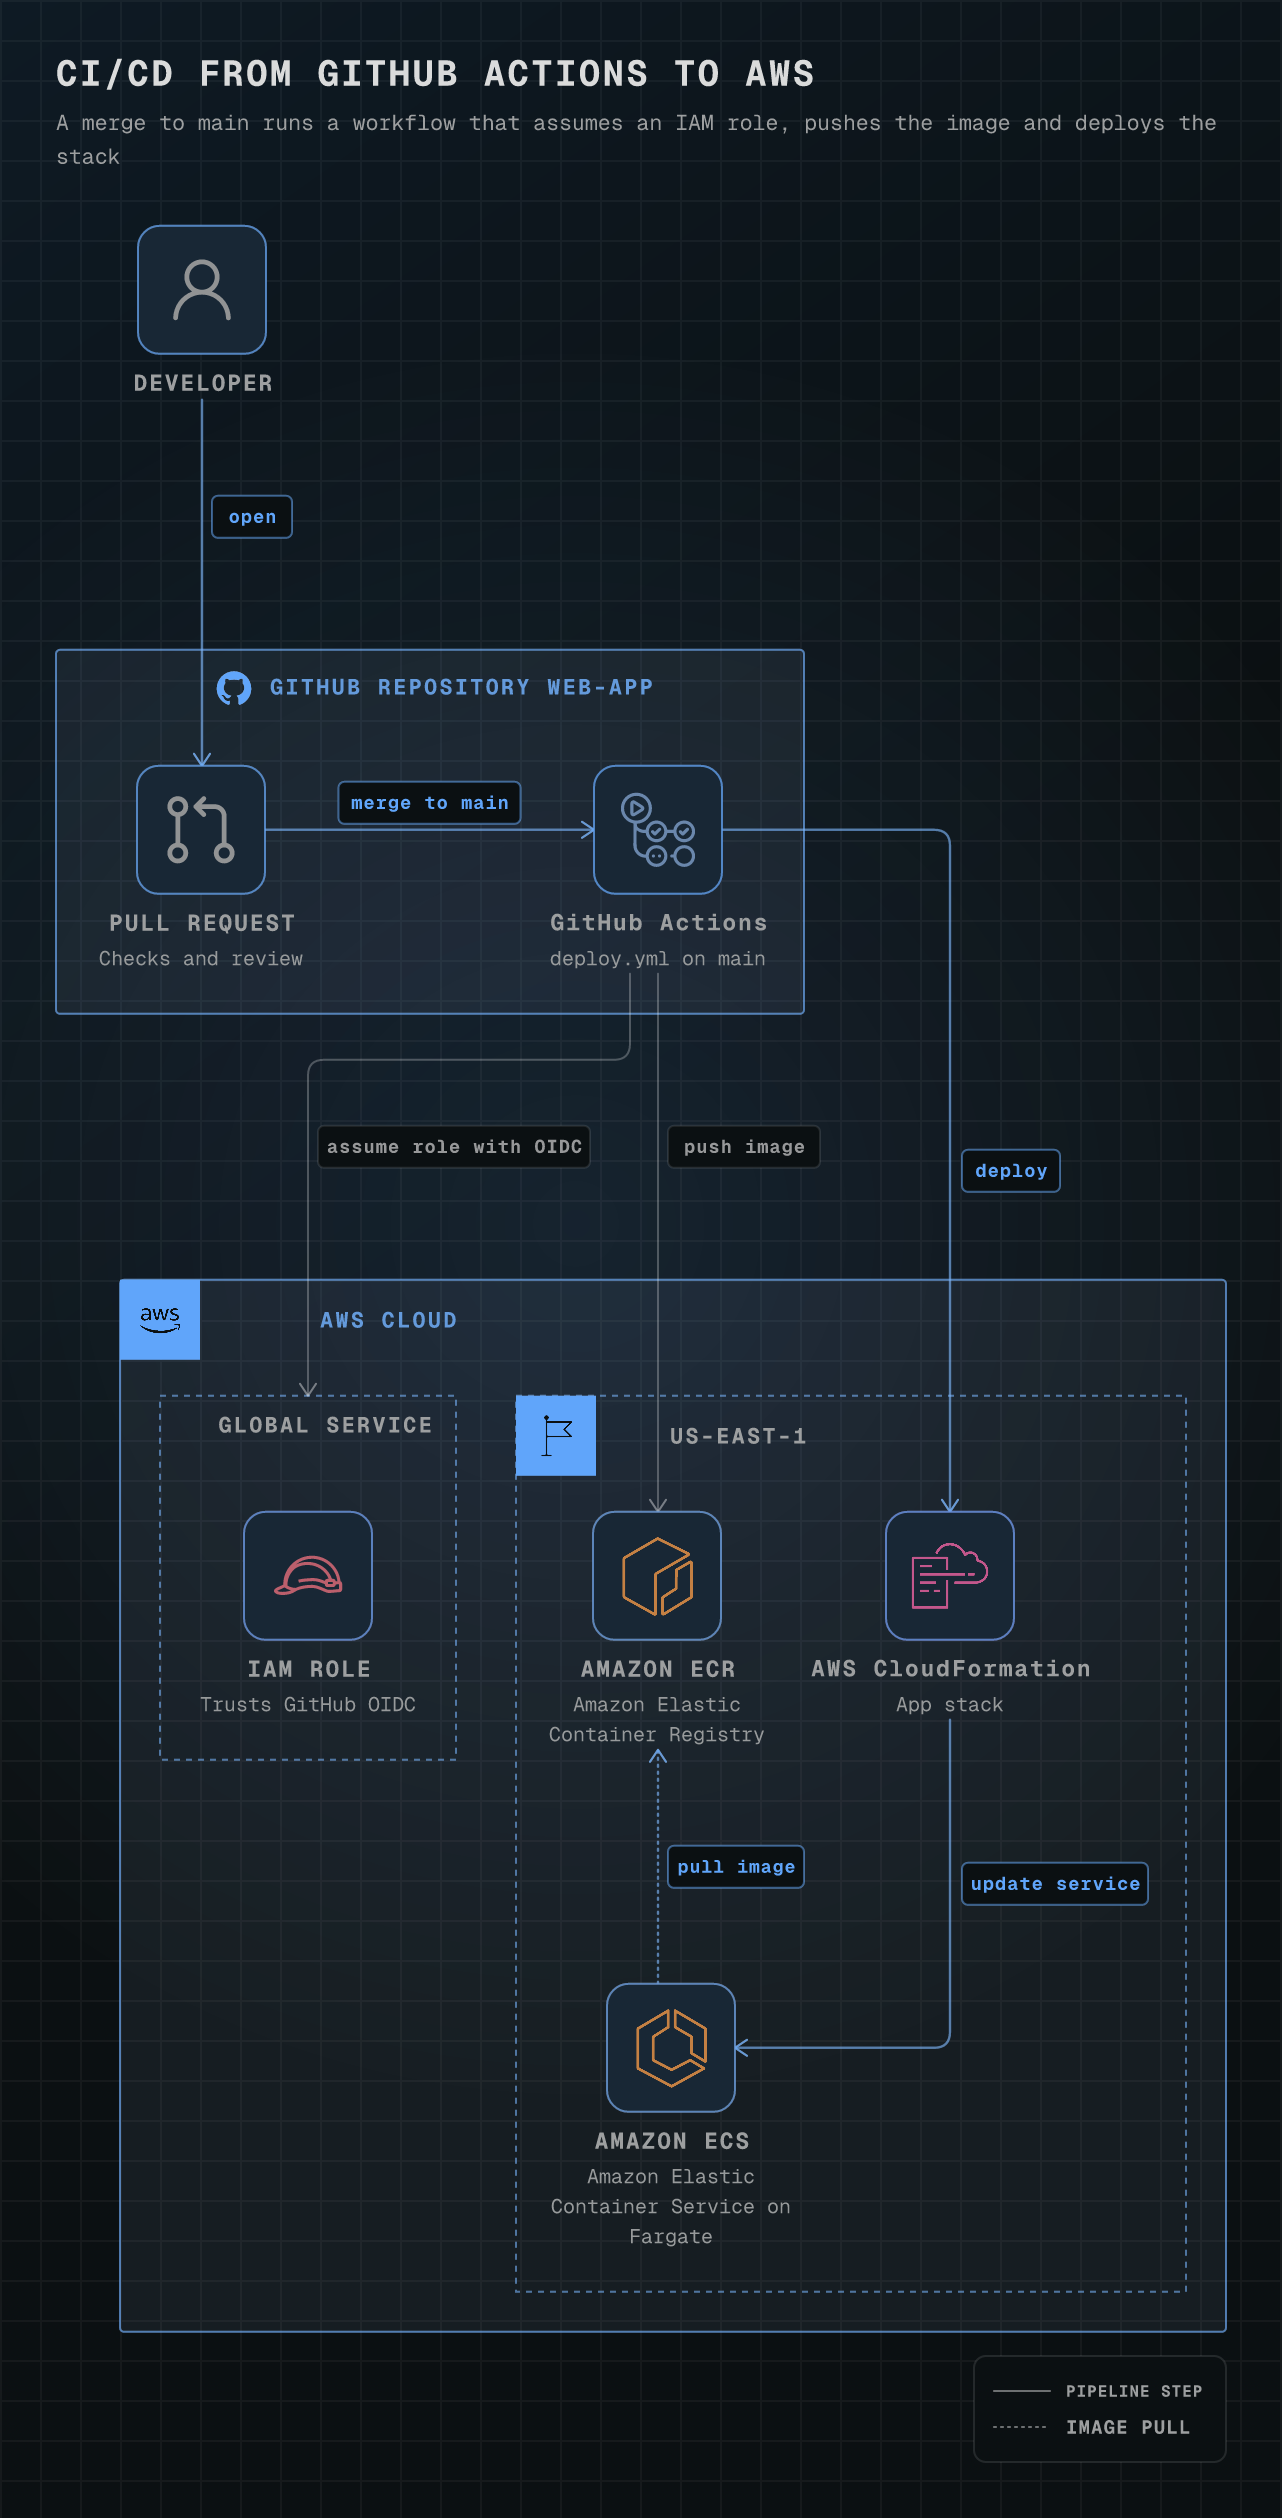 CI/CD FROM GITHUB ACTIONS TO AWS
A merge to main runs a workflow that assumes an IAM role, pushes the image and deploys the
stack
DEVELOPER
open
GITHUB REPOSITORY WEB-APP
merge to main
PULL REQUEST
Checks and review
GitHub Actions
deploy.yml on main
assume role with OIDC
push image
deploy
aws
AWS CLOUD
GLOBAL SERVICE
US-EAST-1
IAM ROLE
Trusts GitHub OIDC
AMAZON ECR
Amazon Elastic
Container Registry
AWS CloudFormation
App stack
pull image
update service
AMAZON ECS
Amazon Elastic
Container Service on
Fargate
PIPELINE STEP
IMAGE PULL